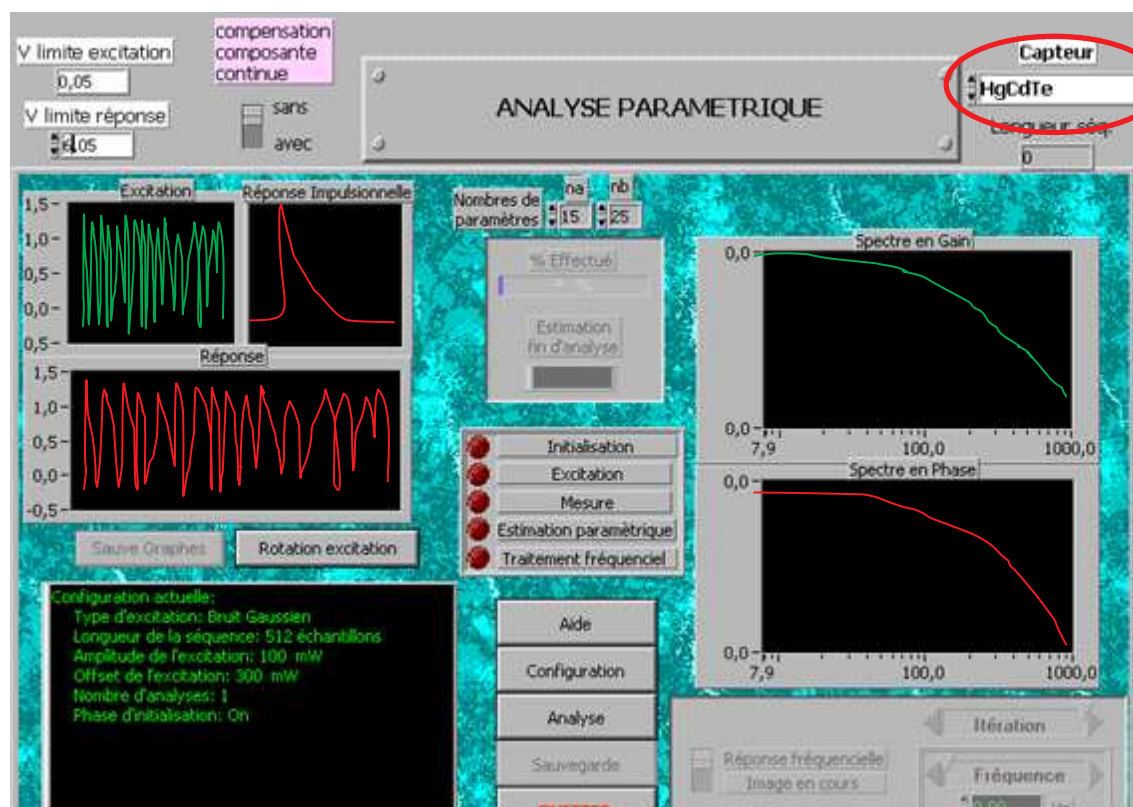 V limite excitation
0,05
V limite réponse
compensation
composante
continue
sans
avec
ANALYSE PARAMETRIQUE
Capteur
HgCdTe
Longueur séq.
0
Excitation
1,5
1,0
0,5
0,0
0,5
Réponse Impulsionnelle
Nombres de
paramètres
na
15
nb
25
% Effectué
Estimation
fin d'analyse
Réponse
1,5
1,0
0,5
0,0
-0,5
Spectre en Gain
0,0
0,0
7,9
100,0
1000,0
Spectre en Phase
0,0
0,0
7,9
100,0
1000,0
Initialisation
Excitation
Mesure
Estimation paramètrique
Traitement fréquenciel
Sauve Graphes
Rotation excitation
Configuration actuelle:
Type d'excitation: Bruit Gaussien
Longueur de la séquence: 512 échantillons
Amplitude de l'excitation: 100 mW
Offset de l'excitation: 300 mW
Nombre d'analyses: 1
Phase d'initialisation: On
Aide
Configuration
Analyse
Sauvegarde
Réponse fréquencielle
Image en cours
Itération
Fréquence